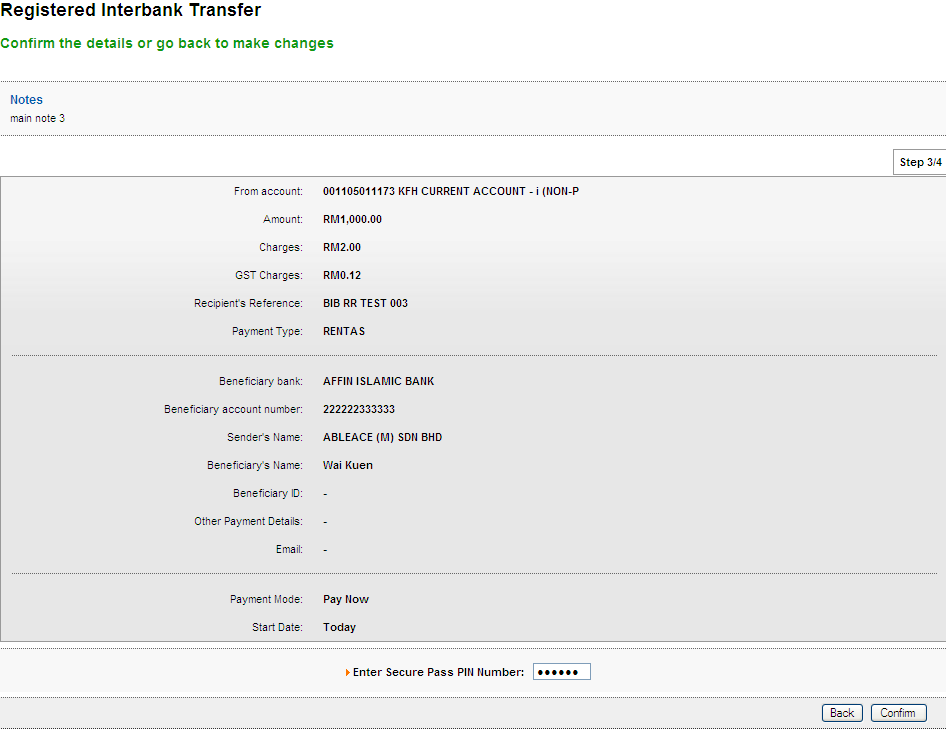 Registered Interbank Transfer
Confirm the details or go back to make changes
Notes
main note 3
Step 3/4
From account: 001105011173 KFH CURRENT ACCOUNT - i (NON-P
Amount: RM1,000.00
Charges: RM2.00
GST Charges: RM0.12
Recipient's Reference: BIB RR TEST 003
Payment Type: RENTAS
Beneficiary bank: AFFIN ISLAMIC BANK
Beneficiary account number: 222222333333
Sender's Name: ABLEACE (M) SDN BHD
Beneficiary's Name: Wai Kuen
Beneficiary ID: -
Other Payment Details: -
Email: -
Payment Mode: Pay Now
Start Date: Today
Enter Secure Pass PIN Number: ••••••
Back Confirm